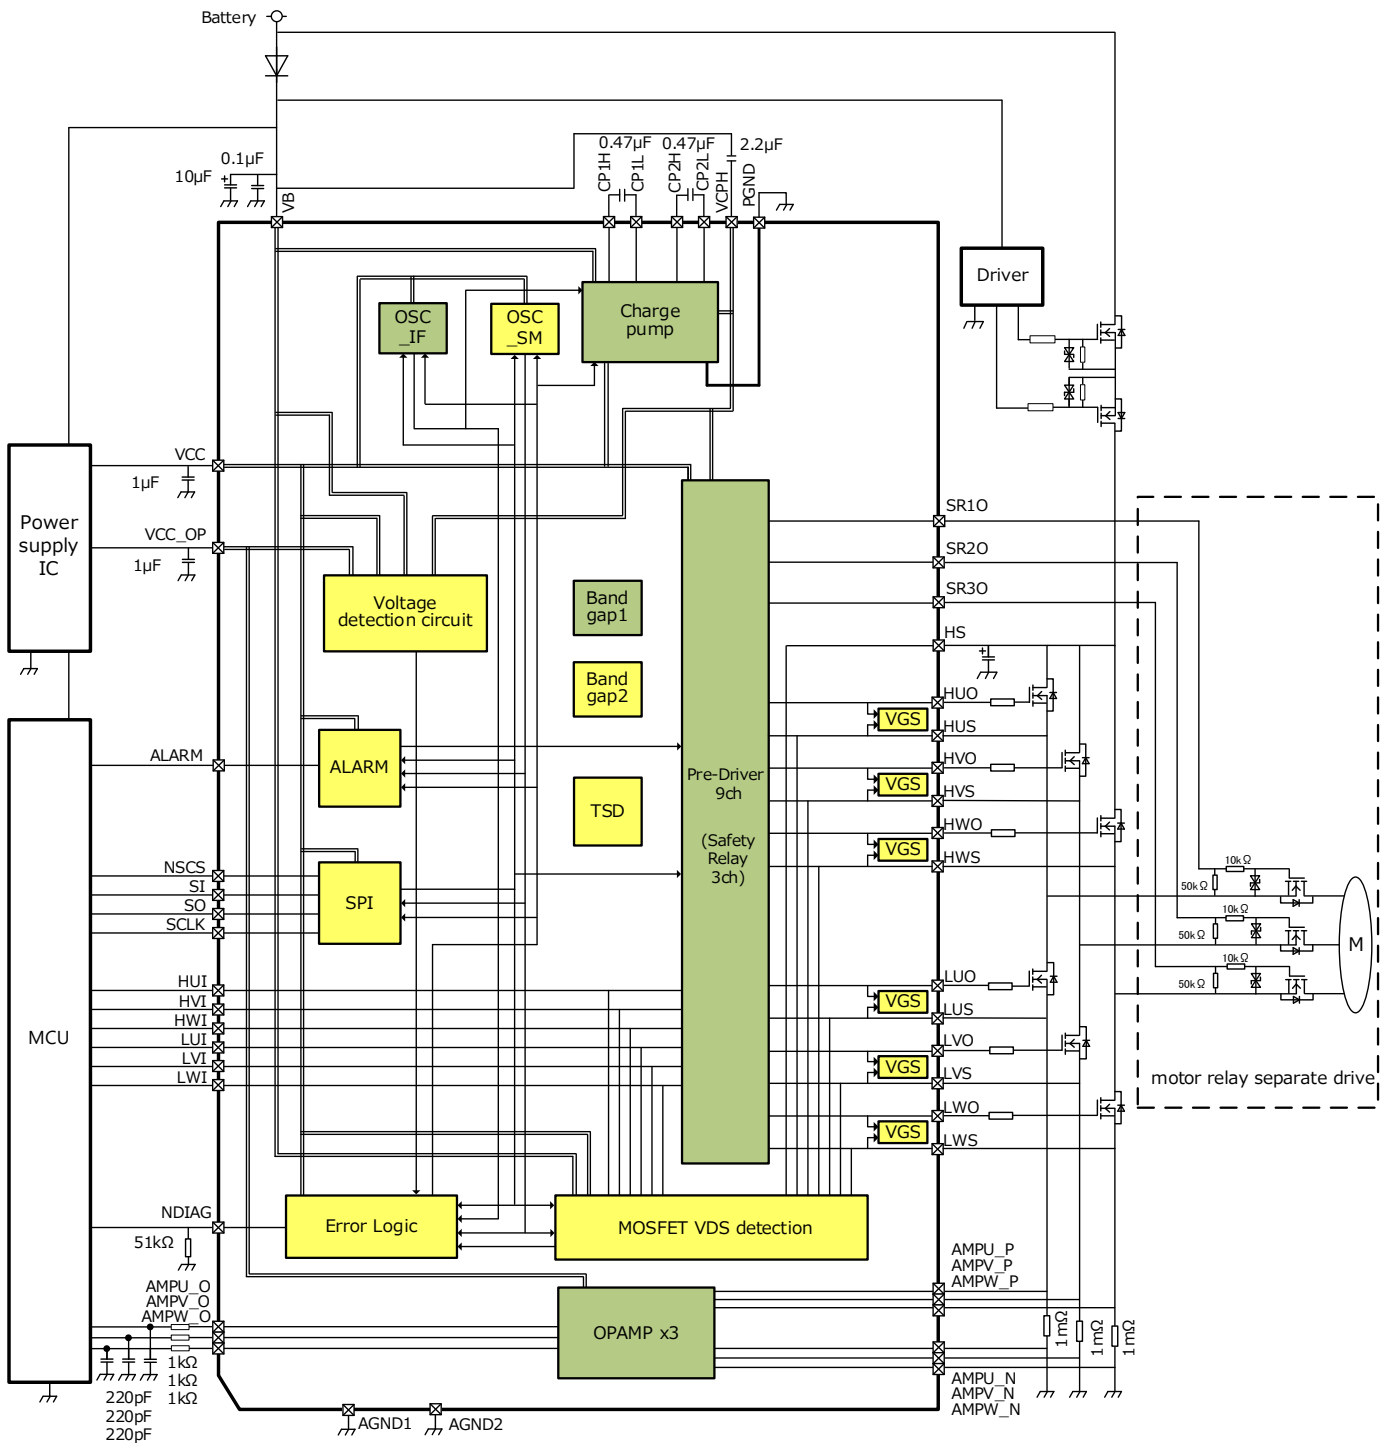 Battery
0.1µF
10µF
VB
0.47µF
0.47µF
2.2µF
CP1H
CP1L
CP2H
CP2L
VCPH
PGND
Driver
OSC
_IF
OSC
_SM
Charge
pump
Power
supply
IC
VCC
1µF
VCC_OP
1µF
Voltage
detection circuit
Band
gap1
Band
gap2
TSD
ALARM
ALARM
SPI
NSCS
SI
SO
SCLK
MCU
HUI
HVI
HWI
LUI
LVI
LWI
Pre-Driver
9ch
(Safety
Relay
3ch)
SR1O
SR2O
SR3O
HS
HUO
VGS
HUS
HVO
VGS
HVS
HWO
VGS
HWS
LUO
VGS
LUS
LVO
VGS
LVS
LWO
VGS
LWS
10kΩ
50kΩ
10kΩ
50kΩ
10kΩ
50kΩ
M
motor relay separate drive
NDIAG
51kΩ
Error Logic
MOSFET VDS detection
AMPU_P
AMPV_P
AMPW_P
AMPU_O
AMPV_O
AMPW_O
OPAMP x3
1mΩ
1mΩ
1mΩ
1kΩ
1kΩ
1kΩ
220pF
220pF
220pF
AMPU_N
AMPV_N
AMPW_N
AGND1
AGND2